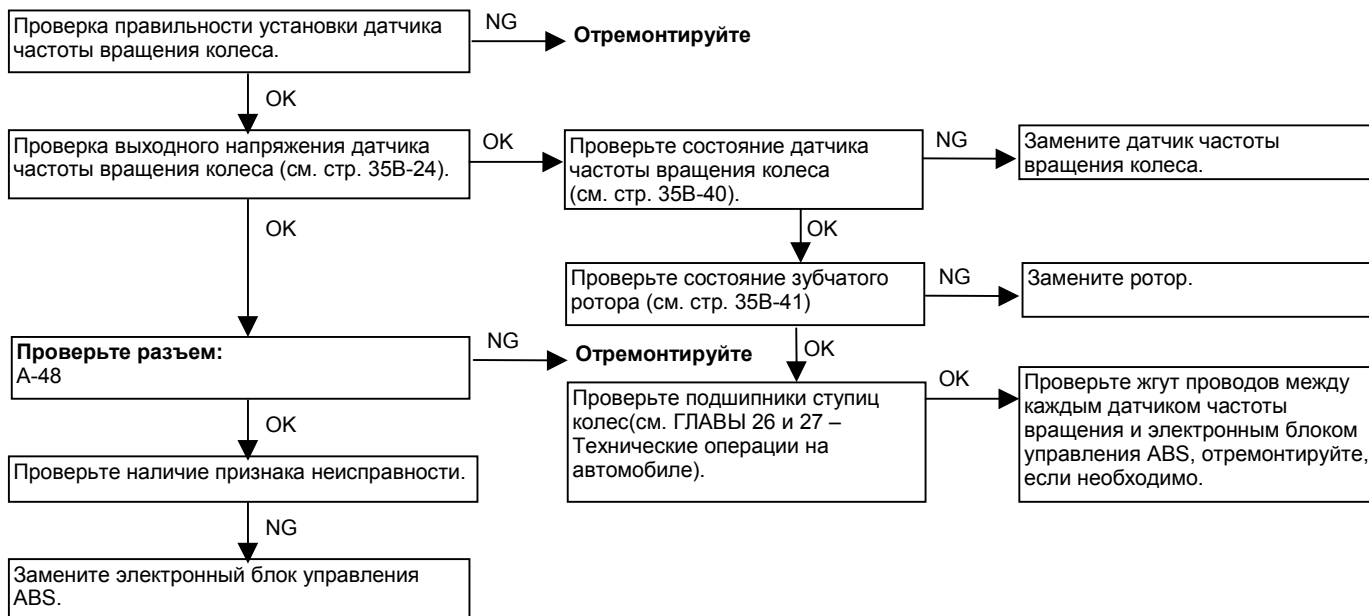 Проверка правильности установки датчика
частоты вращения колеса.
NG
Отремонтируйте
OK
Проверка выходного напряжения датчика
частоты вращения колеса (см. стр. 35B-24).
OK
Проверьте состояние датчика
частоты вращения колеса
(см. стр. 35B-40).
NG
Замените датчик частоты
вращения колеса.
OK
OK
Проверьте состояние зубчатого
ротора (см. стр. 35B-41)
NG
Замените ротор.
Проверьте разъем:
A-48
NG
Отремонтируйте
OK
Проверьте подшипники ступиц
колес(см. ГЛАВЫ 26 и 27 –
Технические операции на
автомобиле).
OK
Проверьте жгут проводов между
каждым датчиком частоты
вращения и электронным блоком
управления ABS, отремонтируйте,
если необходимо.
OK
Проверьте наличие признака неисправности.
NG
Замените электронный блок управления
ABS.